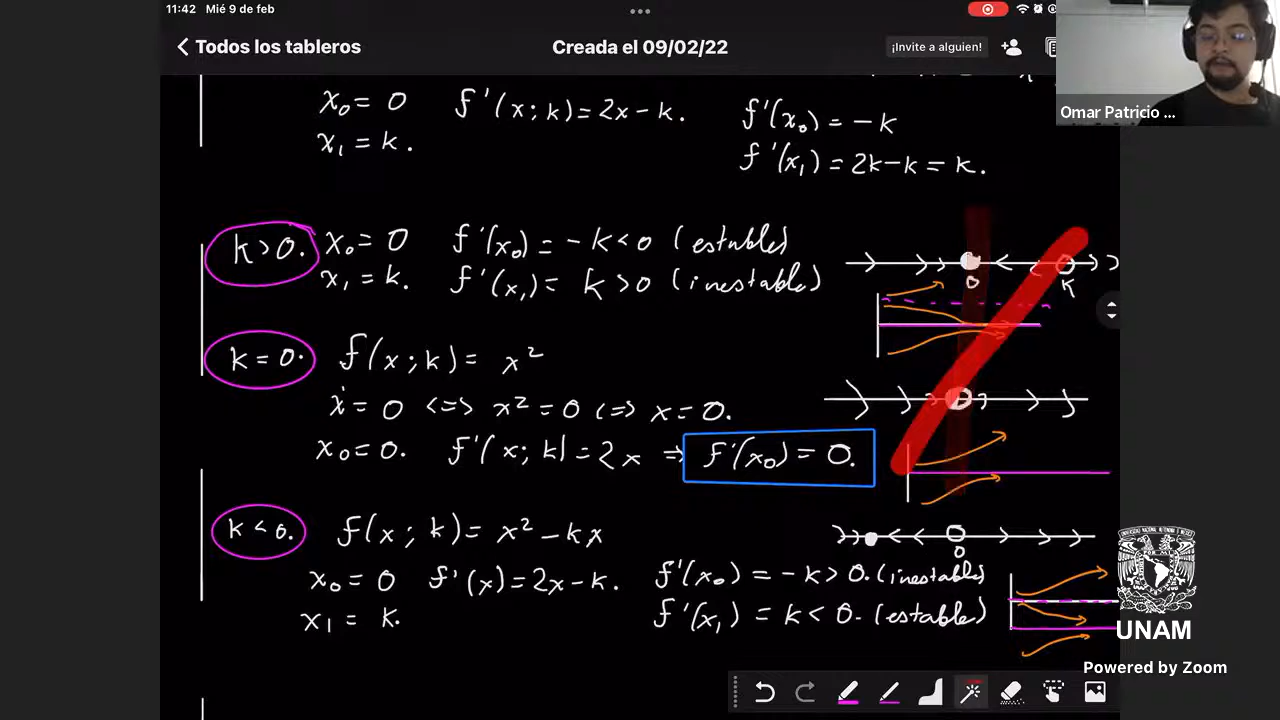 11:42 Mié 9 de feb
Todos los tableros
Creada el 09/02/22
¡Invite a alguien!
Omar Patricio ...
x₀ = 0 f'(x; k) = 2x - k. f'(x₀) = -k
x₁ = k. f'(x₁) = 2k - k = k.
k > 0. x₀ = 0 f'(x₀) = -k < 0 (estable)
x₁ = k. f'(x₁) = k > 0 (inestable)
0 k
k = 0. f(x; k) = x²
ẋ = 0 <=> x² = 0 <=> x = 0.
x₀ = 0. f'(x; k) = 2x => f'(x₀) = 0.
k < 0. f(x; k) = x² - kx
0
x₀ = 0 f'(x) = 2x - k. f'(x₀) = -k > 0. (inestable)
x₁ = k. f'(x₁) = k < 0. (estable)
UNAM
Powered by Zoom